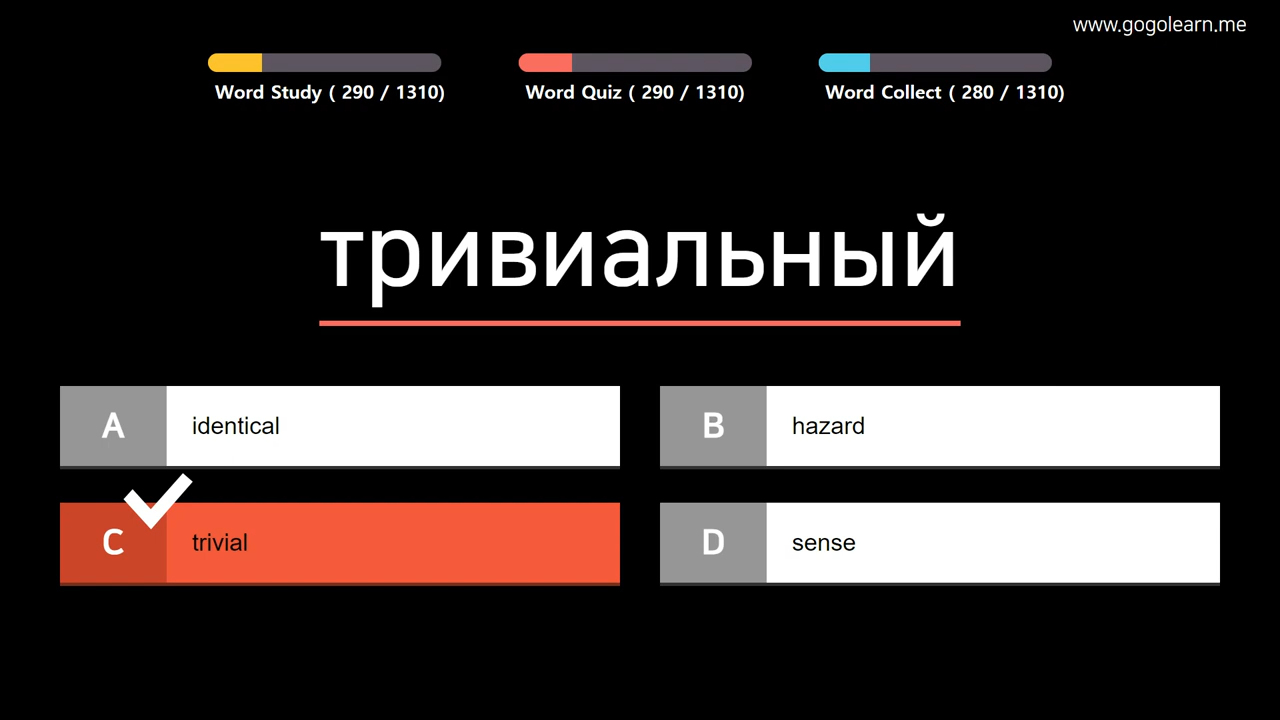 www.gogolearn.me
Word Study ( 290 / 1310)
Word Quiz ( 290 / 1310)
Word Collect ( 280 / 1310)
тривиальный
A identical
B hazard
C trivial
D sense